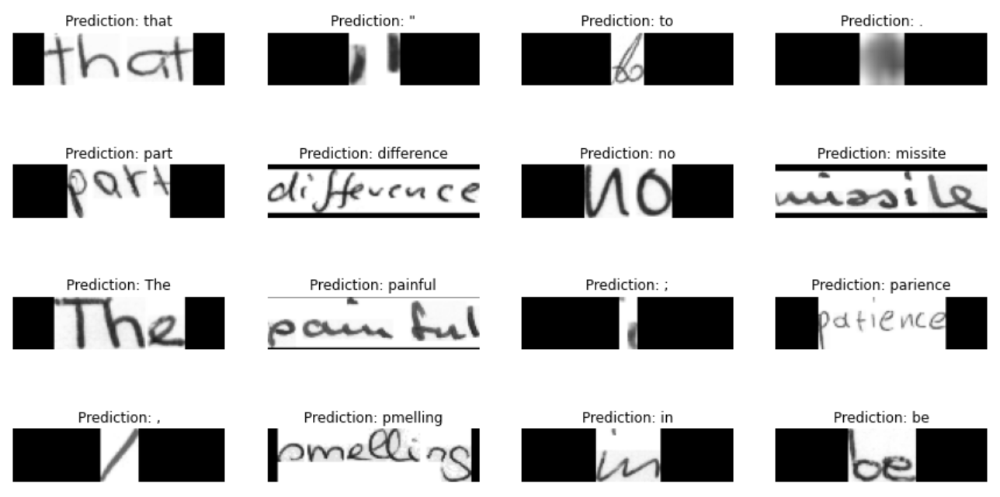 Prediction: that Prediction: " Prediction: to Prediction: .
that " to .
Prediction: part Prediction: difference Prediction: no Prediction: missite
part difference no missile
Prediction: The Prediction: painful Prediction: ; Prediction: parience
The painful ; patience
Prediction: , Prediction: pmelling Prediction: in Prediction: be
, smelling in be